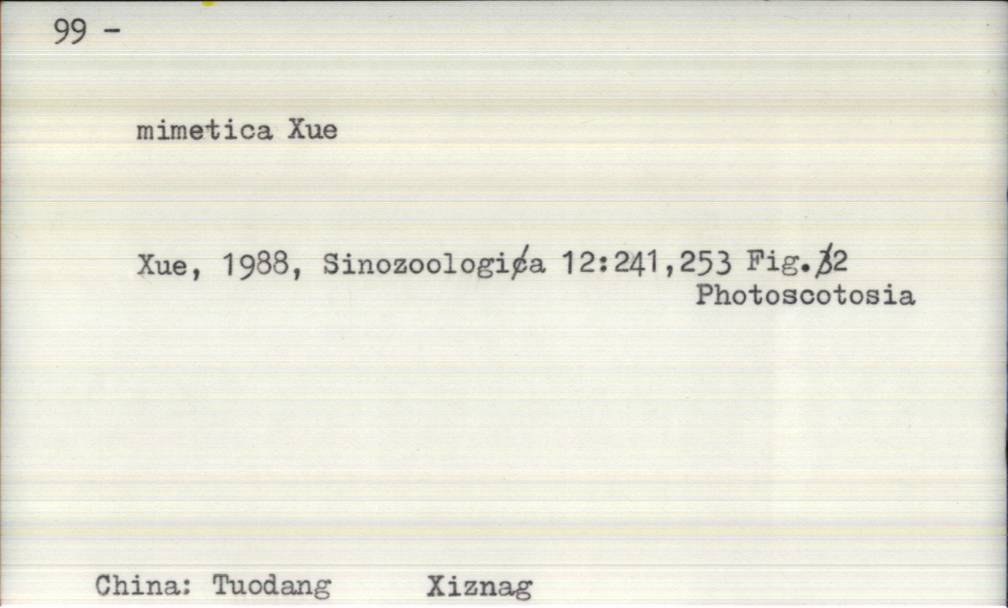 99 -
mimetica Xue
Xue, 1988, Sinozoologia 12:241,253 Fig.2
Photoscotosia
China: Tuodang Xiznag